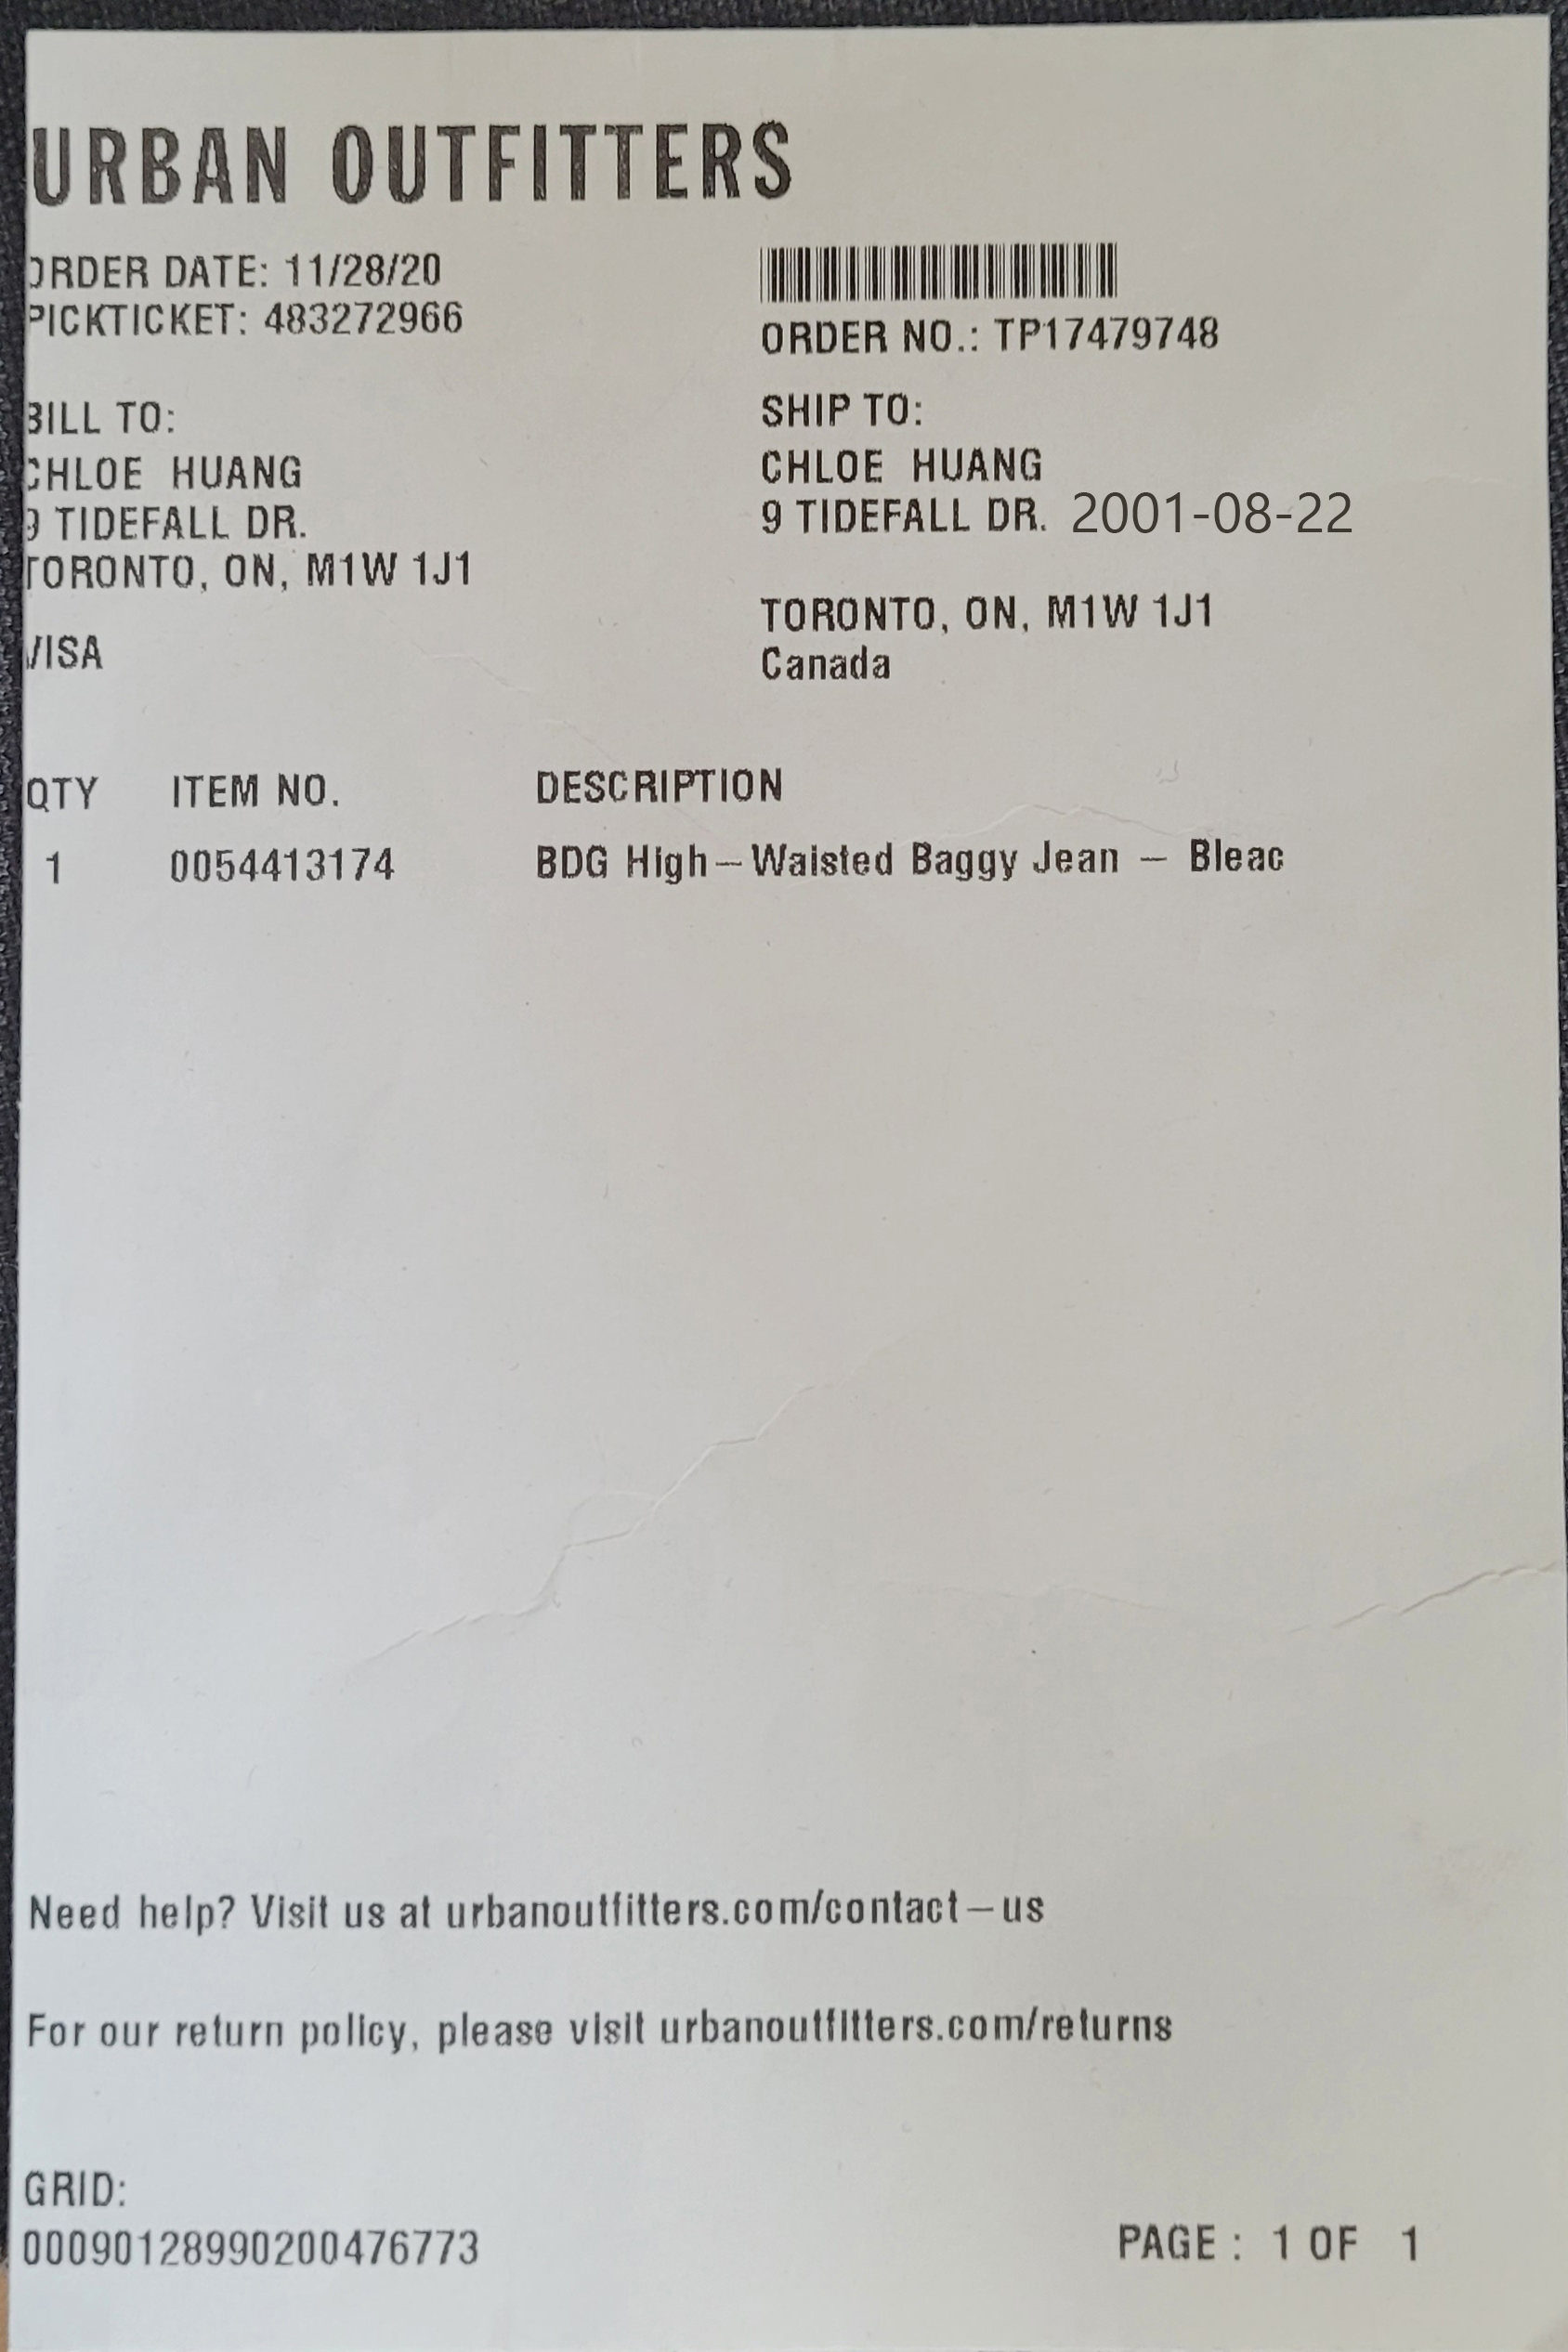 URBAN OUTFITTERS
ORDER DATE: 11/28/20
PICKTICKET: 483272966
ORDER NO.: TP17479748
BILL TO:
CHLOE HUANG
9 TIDEFALL DR.
TORONTO, ON, M1W 1J1
VISA
SHIP TO:
CHLOE HUANG
9 TIDEFALL DR. 2001-08-22
TORONTO, ON, M1W 1J1
Canada
QTY ITEM NO. DESCRIPTION
1 0054413174 BDG High-Waisted Baggy Jean - Bleac
Need help? Visit us at urbanoutfitters.com/contact-us
For our return policy, please visit urbanoutfitters.com/returns
GRID:
00090128990200476773
PAGE: 1 OF 1